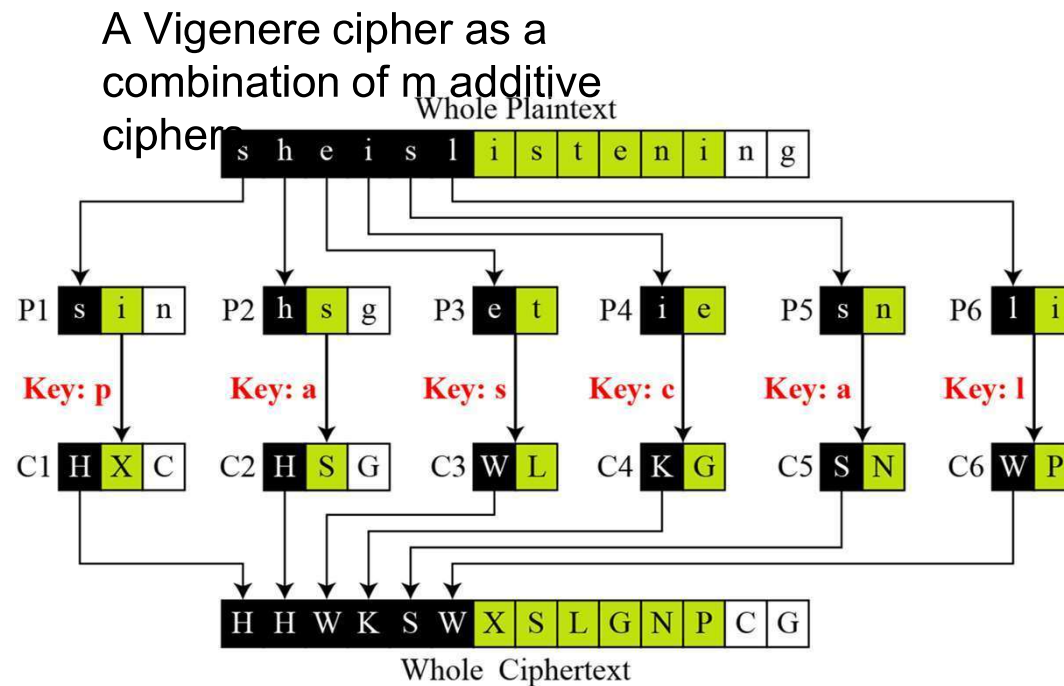 A Vigenere cipher as a
combination of m additive
ciphers
Whole Plaintext
s h e i s l i s t e n i n g
P1 s i n P2 h s g P3 e t P4 i e P5 s n P6 l i
Key: p Key: a Key: s Key: c Key: a Key: l
C1 H X C C2 H S G C3 W L C4 K G C5 S N C6 W P
H H W K S W X S L G N P C G
Whole Ciphertext